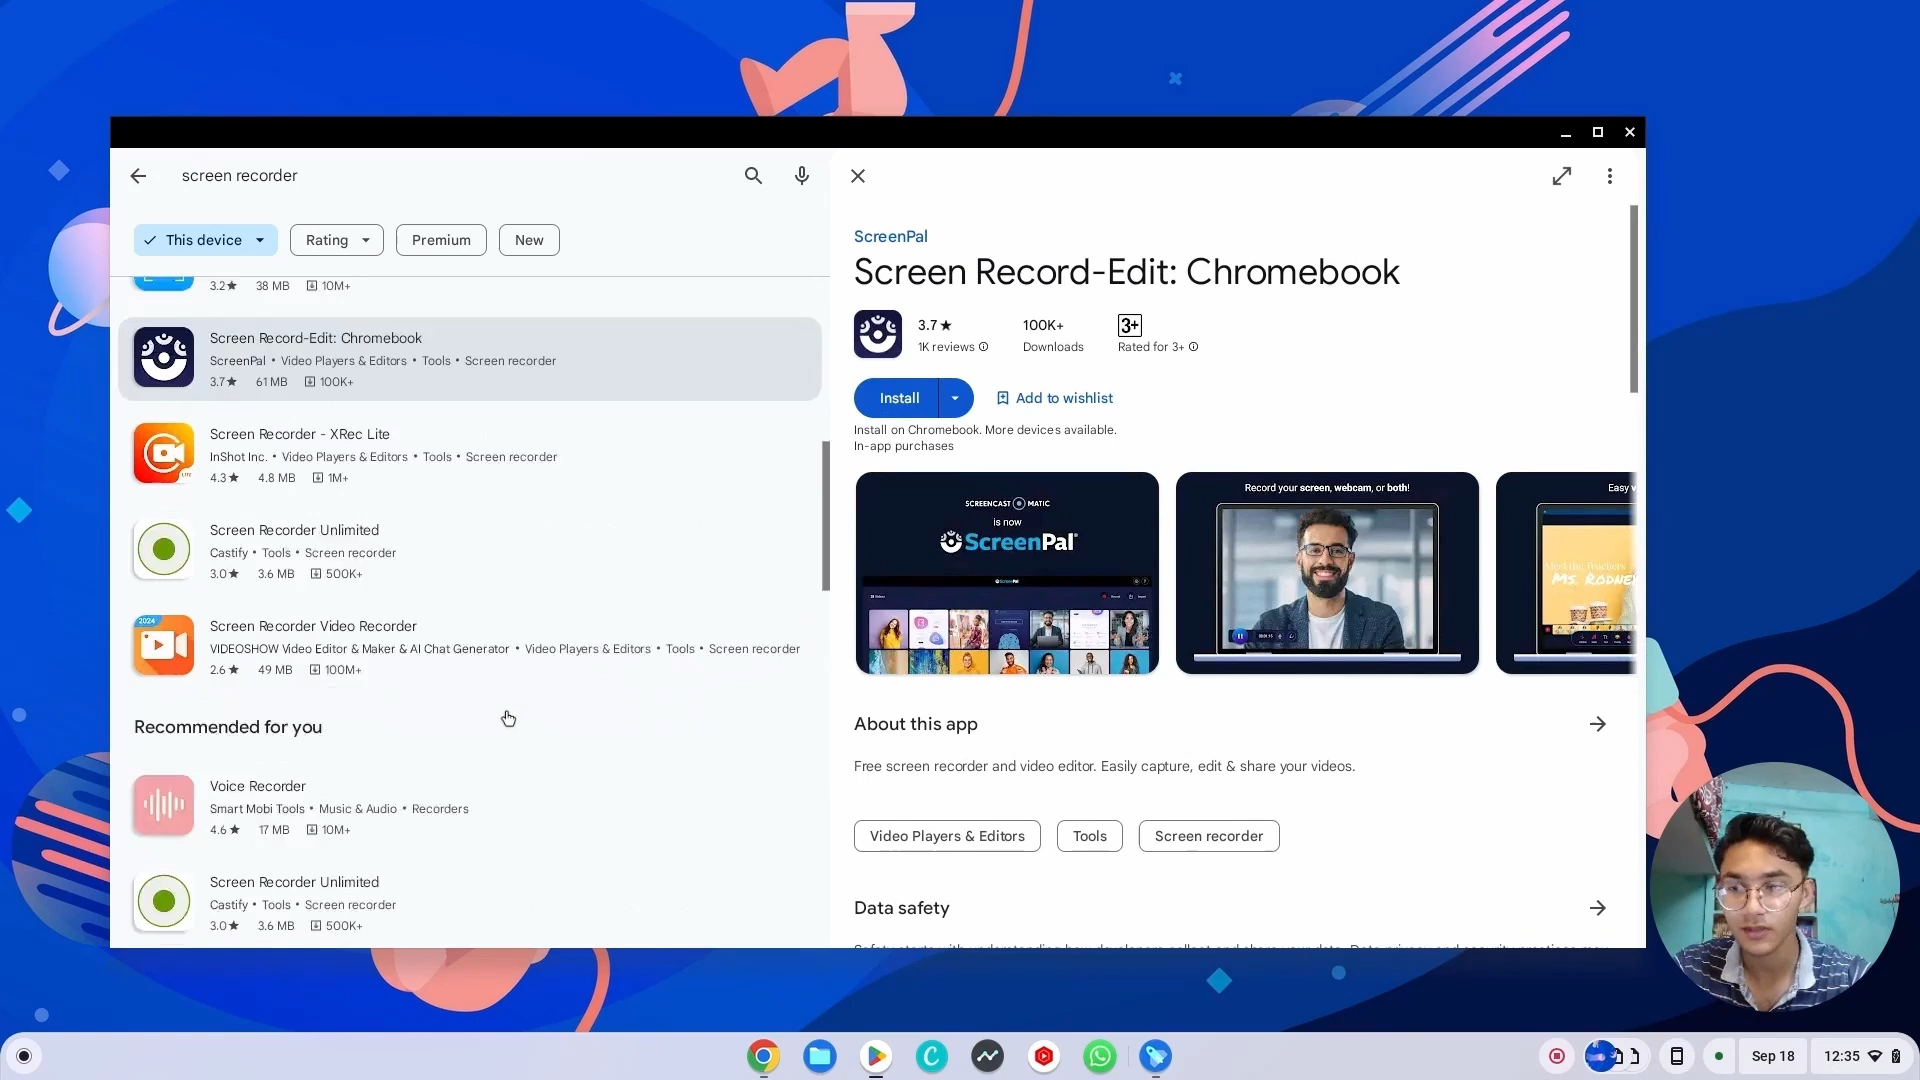 screen recorder
This device
Rating
Premium
New
3.2★ 38 MB 10M+
Screen Record-Edit: Chromebook
ScreenPal • Video Players & Editors • Tools • Screen recorder
3.7★ 61 MB 100K+
Screen Recorder - XRec Lite
InShot Inc. • Video Players & Editors • Tools • Screen recorder
4.3★ 4.8 MB 1M+
Screen Recorder Unlimited
Castify • Tools • Screen recorder
3.0★ 3.6 MB 500K+
2024
Screen Recorder Video Recorder
VIDEOSHOW Video Editor & Maker & AI Chat Generator • Video Players & Editors • Tools • Screen recorder
2.6★ 49 MB 100M+
Recommended for you
Voice Recorder
Smart Mobi Tools • Music & Audio • Recorders
4.6★ 17 MB 10M+
Screen Recorder Unlimited
Castify • Tools • Screen recorder
3.0★ 3.6 MB 500K+
ScreenPal
Screen Record-Edit: Chromebook
3.7★ 100K+ 3+
1K reviews Downloads Rated for 3+
Install
Add to wishlist
Install on Chromebook. More devices available.
In-app purchases
SCREENCAST MATIC
is now
ScreenPal
Record your screen, webcam, or both!
Easy
MS. RODNE
About this app
Free screen recorder and video editor. Easily capture, edit & share your videos.
Video Players & Editors
Tools
Screen recorder
Data safety
Sep 18
12:35